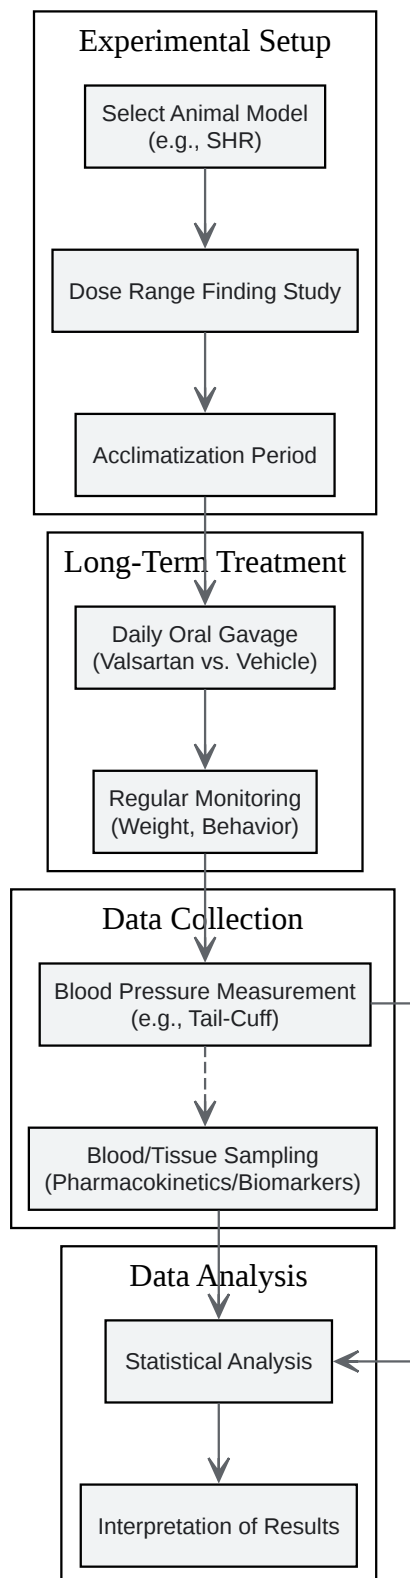 Experimental Setup
Select Animal Model
(e.g., SHR)
Dose Range Finding Study
Acclimatization Period
Long-Term Treatment
Daily Oral Gavage
(Valsartan vs. Vehicle)
Regular Monitoring
(Weight, Behavior)
Data Collection
Blood Pressure Measurement
(e.g., Tail-Cuff)
Blood/Tissue Sampling
(Pharmacokinetics/Biomarkers)
Data Analysis
Statistical Analysis
Interpretation of Results